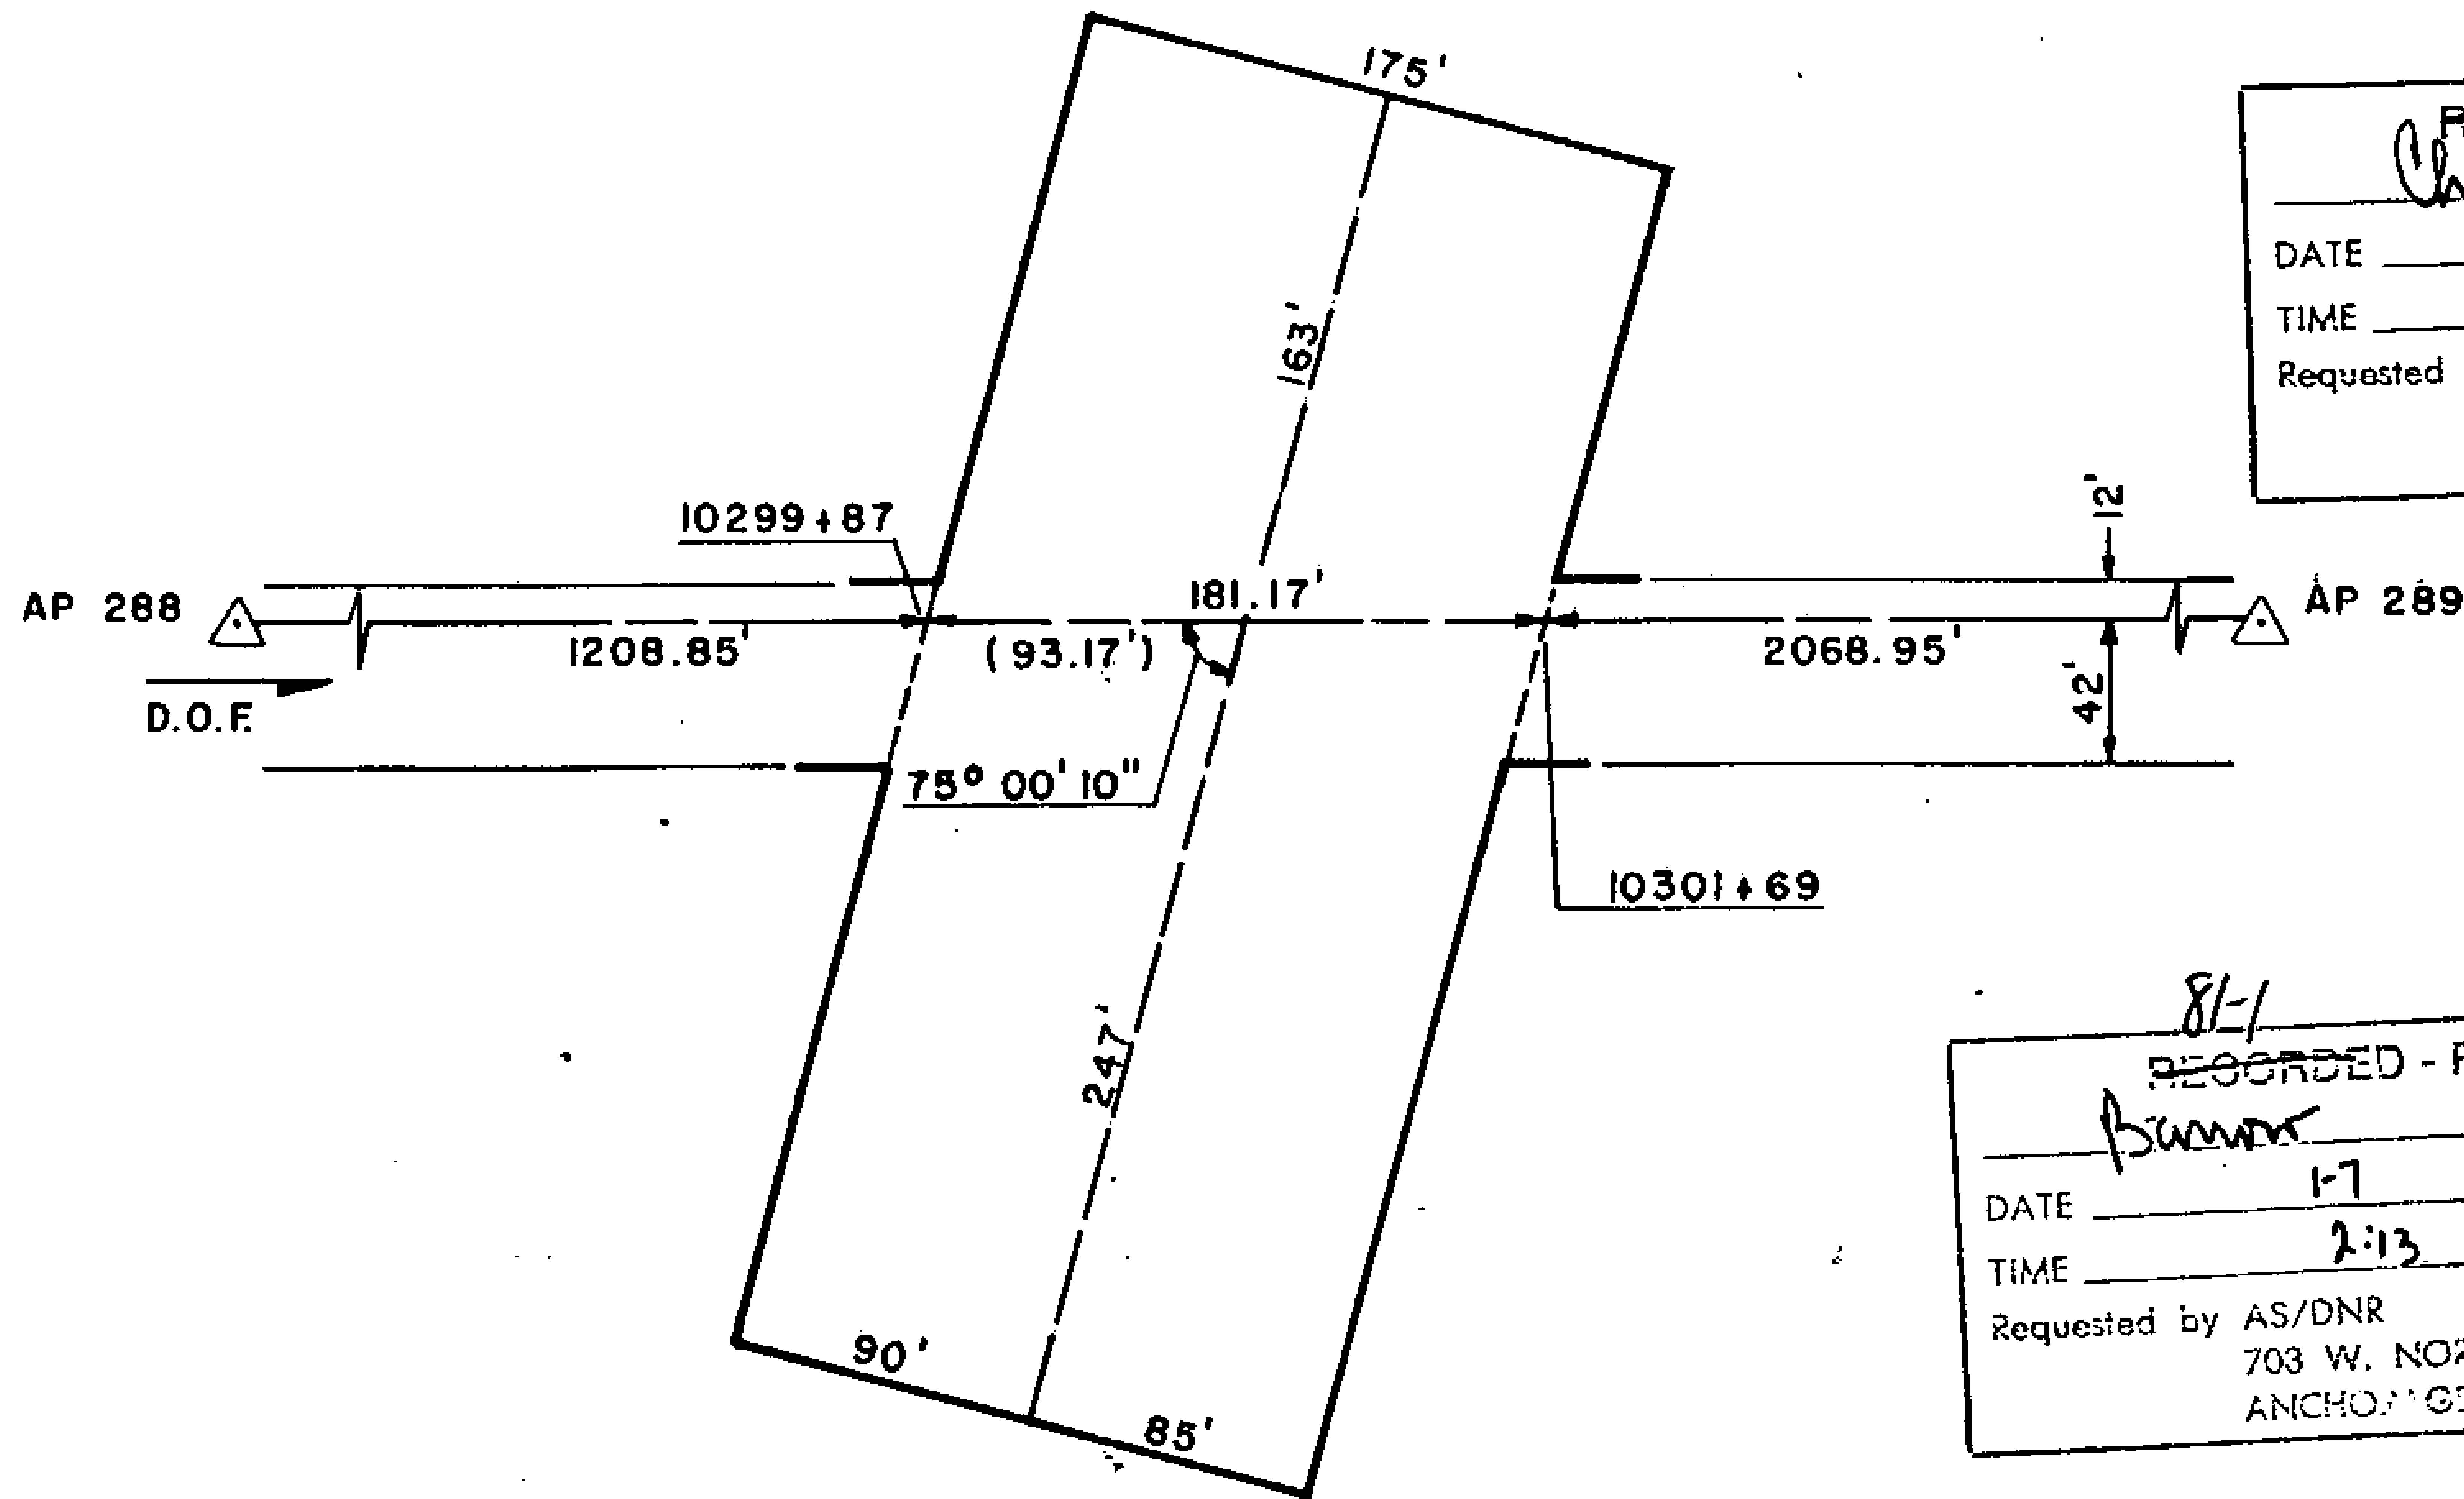 175'
163'
DATE
TIME
Requested
12'
10299+87
AP 288
181.17'
AP 289
1208.85'
(93.17')
2068.95'
42'
D.O.F.
75° 00' 10"
10301+69
247'
81-1
RECORDED -
DATE 1-7
TIME 2:13
Requested by AS/DNR
703 W.
90'
85'